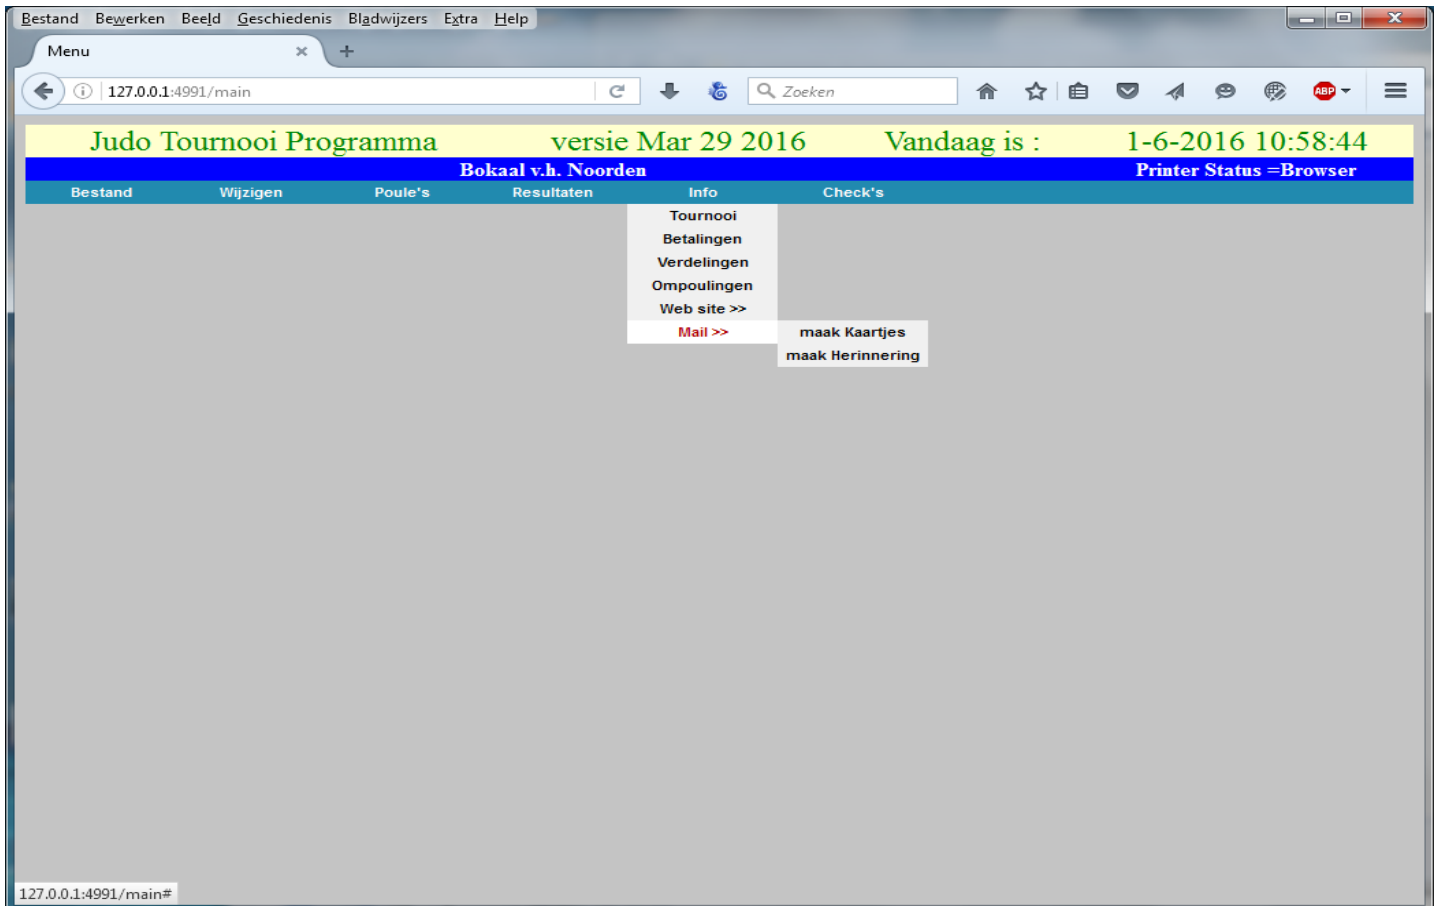 Bestand Bewerken Beeld Geschiedenis Bladwijzers Extra Help
Menu
127.0.0.1:4991/main
Zoeken
ABP
Judo Tournooi Programma versie Mar 29 2016 Vandaag is : 1-6-2016 10:58:44
Bokaal v.h. Noorden Printer Status =Browser
Bestand Wijzigen Poule's Resultaten Info Check's
Tournooi
Betalingen
Verdelingen
Ompoulingen
Web site >>
Mail >> maak Kaartjes
maak Herinnering
127.0.0.1:4991/main#